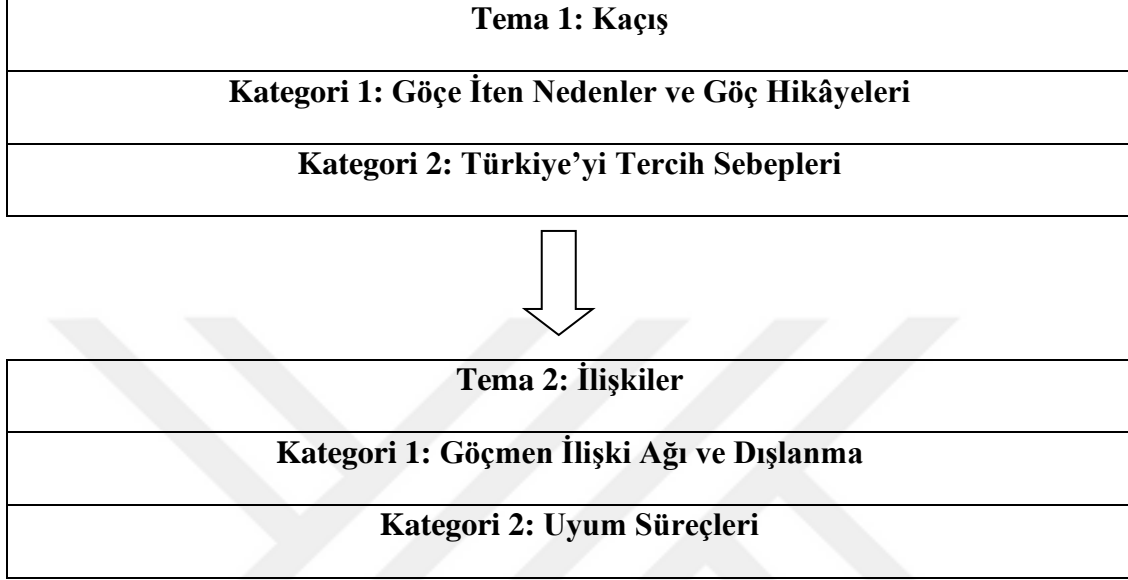 Tema 1: Kaçış
Kategori 1: Göçe İten Nedenler ve Göç Hikâyeleri
Kategori 2: Türkiye’yi Tercih Sebepleri
Tema 2: İlişkiler
Kategori 1: Göçmen İlişki Ağı ve Dışlanma
Kategori 2: Uyum Süreçleri